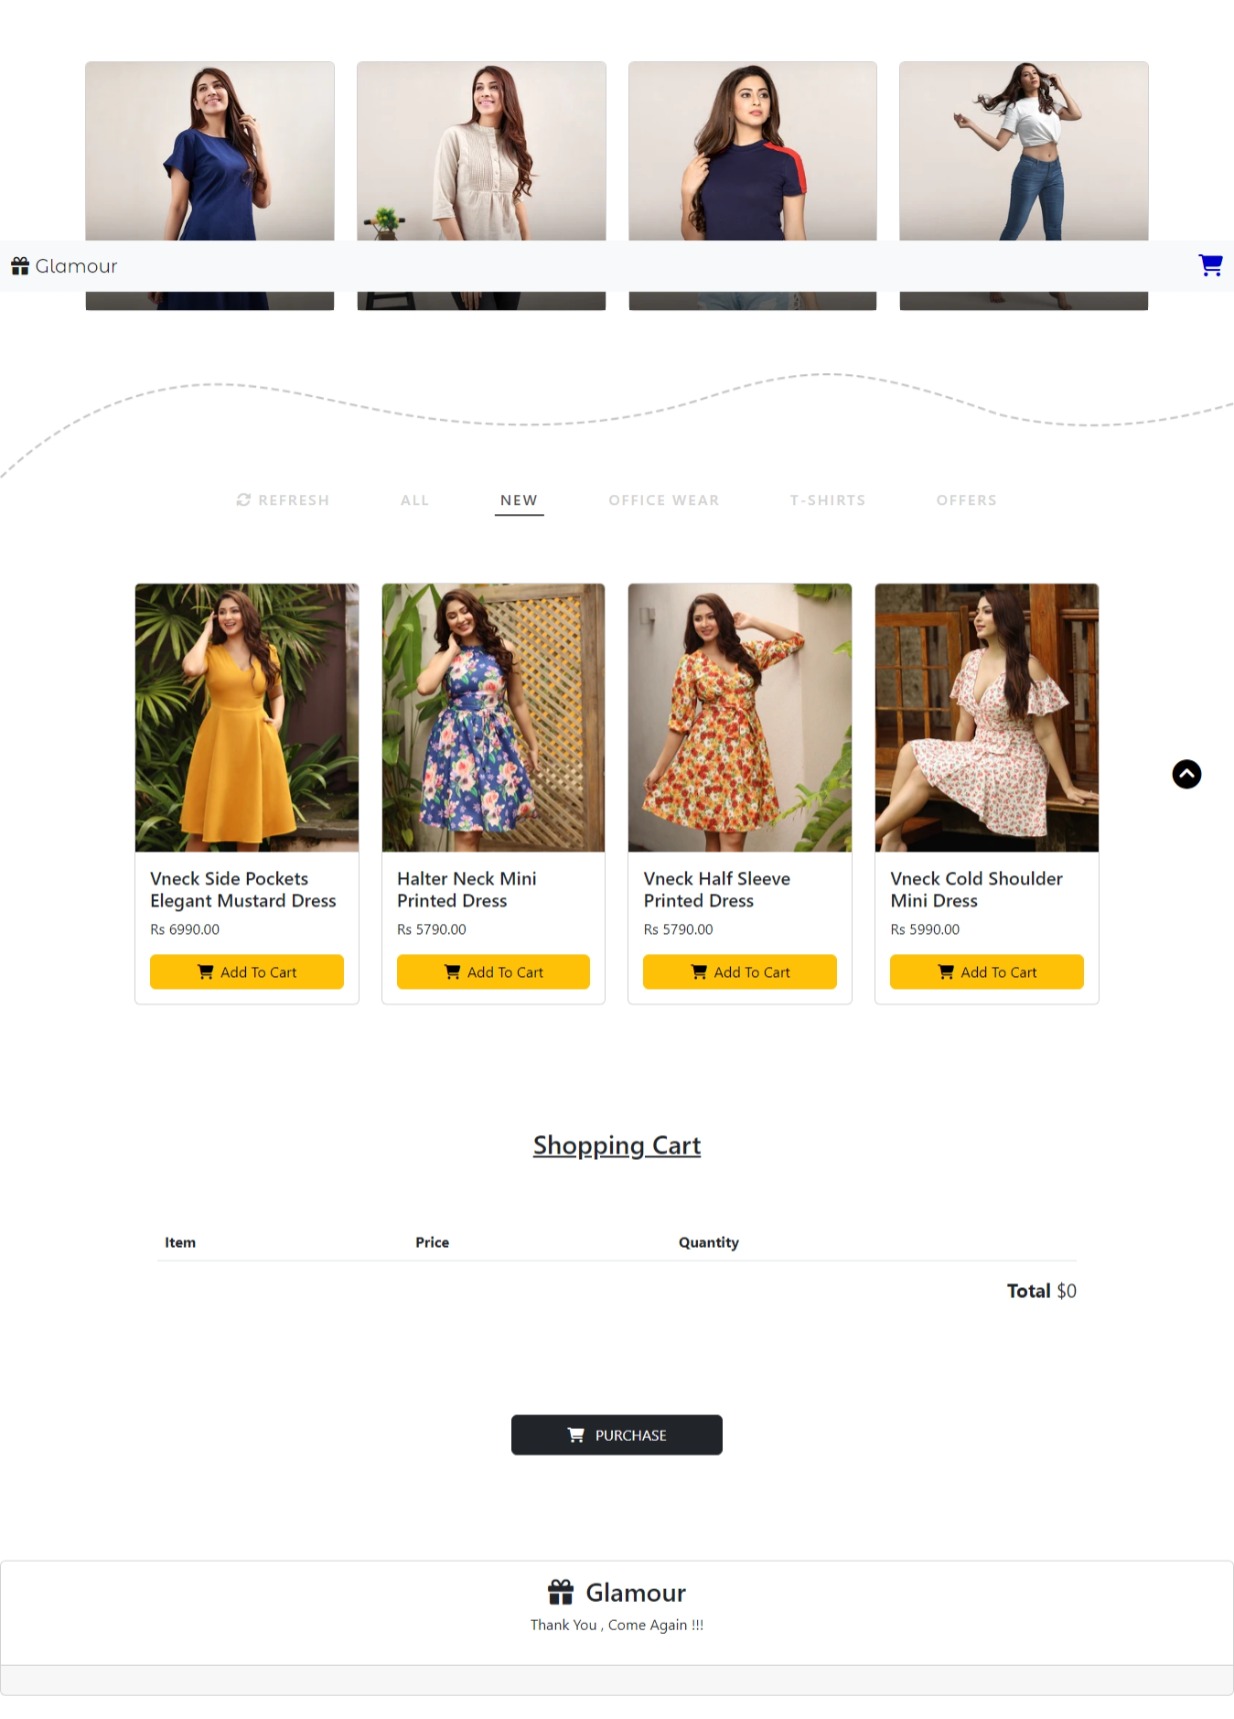 Glamour
REFRESH ALL NEW OFFICE WEAR T-SHIRTS OFFERS
Vneck Side Pockets
Elegant Mustard Dress
Rs 6990.00
Add To Cart
Halter Neck Mini
Printed Dress
Rs 5790.00
Add To Cart
Vneck Half Sleeve
Printed Dress
Rs 5790.00
Add To Cart
Vneck Cold Shoulder
Mini Dress
Rs 5990.00
Add To Cart
Shopping Cart
Item Price Quantity
Total $0
PURCHASE
Glamour
Thank You , Come Again !!!